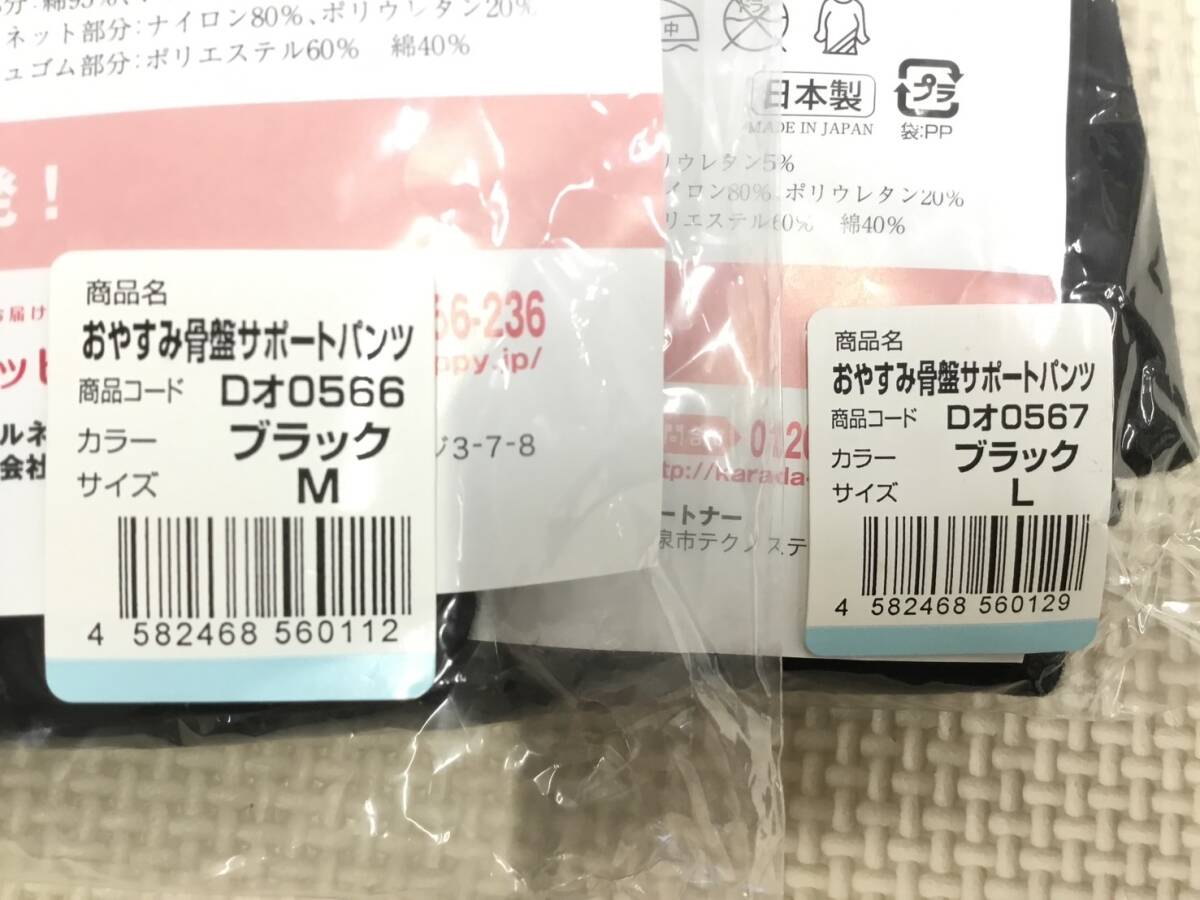 綿95%
ネット部分:ナイロン80%、ポリウレタン20%
ュゴム部分:ポリエステル60% 綿40%
!
お届け
商品名
おやすみ骨盤サポートパンツ
商品コード Dオ0566
カラー ブラック
サイズ M
4 582468 560112
56-236
ppy.jp/
ルネ
会社
ジ3-7-8
中
日本製
MADE IN JAPAN
プラ
袋:PP
リウレタン5%
イロン80%、ポリウレタン20%
リエステル60% 綿40%
0120
ttp://karada-
ートナー
泉市テクノステ
商品名
おやすみ骨盤サポートパンツ
商品コード Dオ0567
カラー ブラック
サイズ L
4 582468 560129